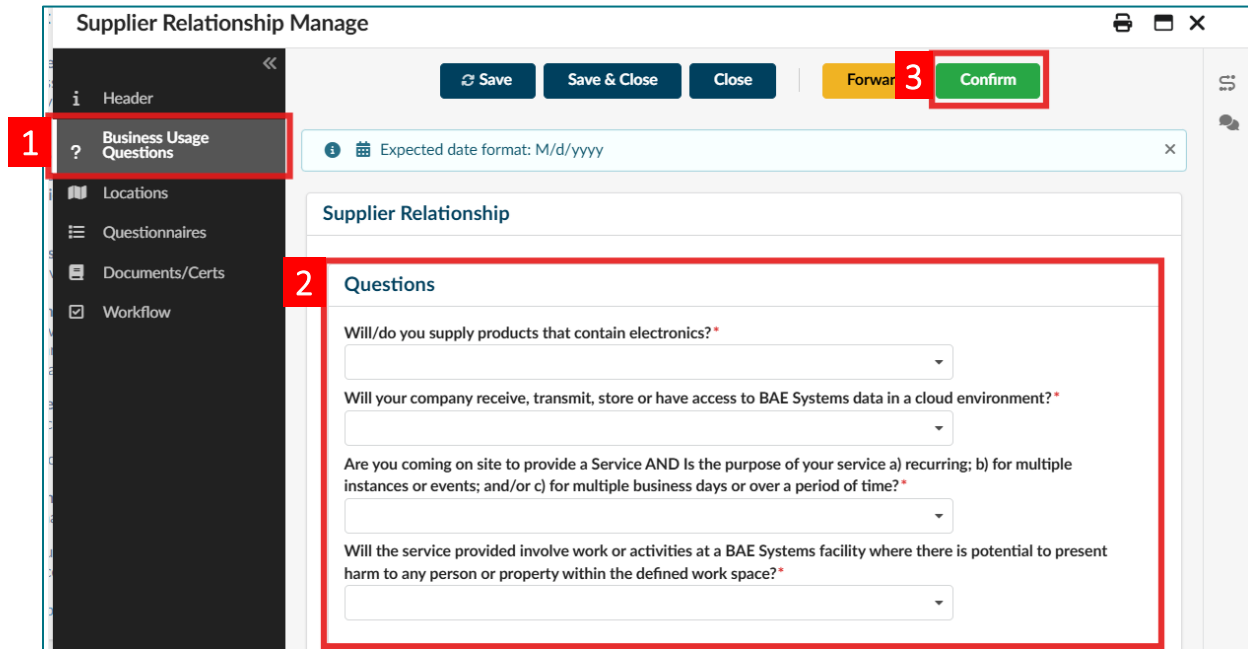 Supplier Relationship Manage
Save
Save & Close
Close
Forwar
3
Confirm
i Header
1
? Business Usage
Questions
Locations
Questionnaires
Documents/Certs
Workflow
Expected date format: M/d/yyyy
Supplier Relationship
2
Questions
Will/do you supply products that contain electronics?*
Will your company receive, transmit, store or have access to BAE Systems data in a cloud environment?*
Are you coming on site to provide a Service AND Is the purpose of your service a) recurring; b) for multiple
instances or events; and/or c) for multiple business days or over a period of time?*
Will the service provided involve work or activities at a BAE Systems facility where there is potential to present
harm to any person or property within the defined work space?*